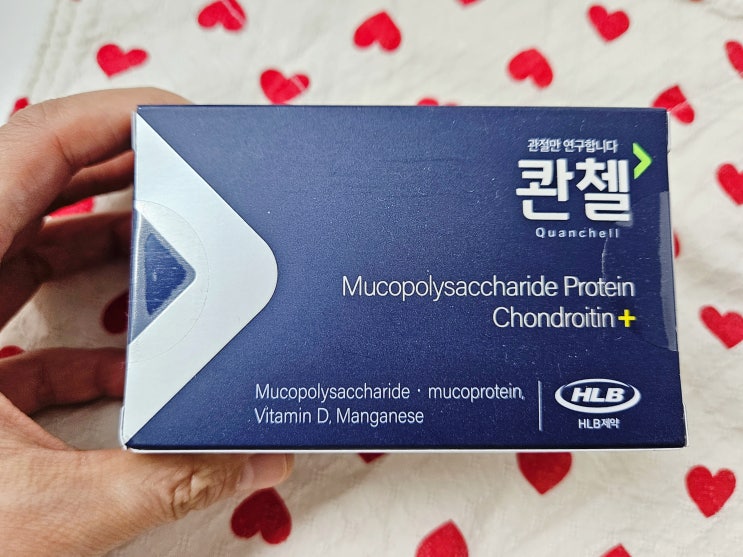 관절만 연구합니다
콴첼
Quanchell
Mucopolysaccharide Protein
Chondroitin+
Mucopolysaccharide · mucoprotein,
Vitamin D, Manganese
HLB
HLB제약